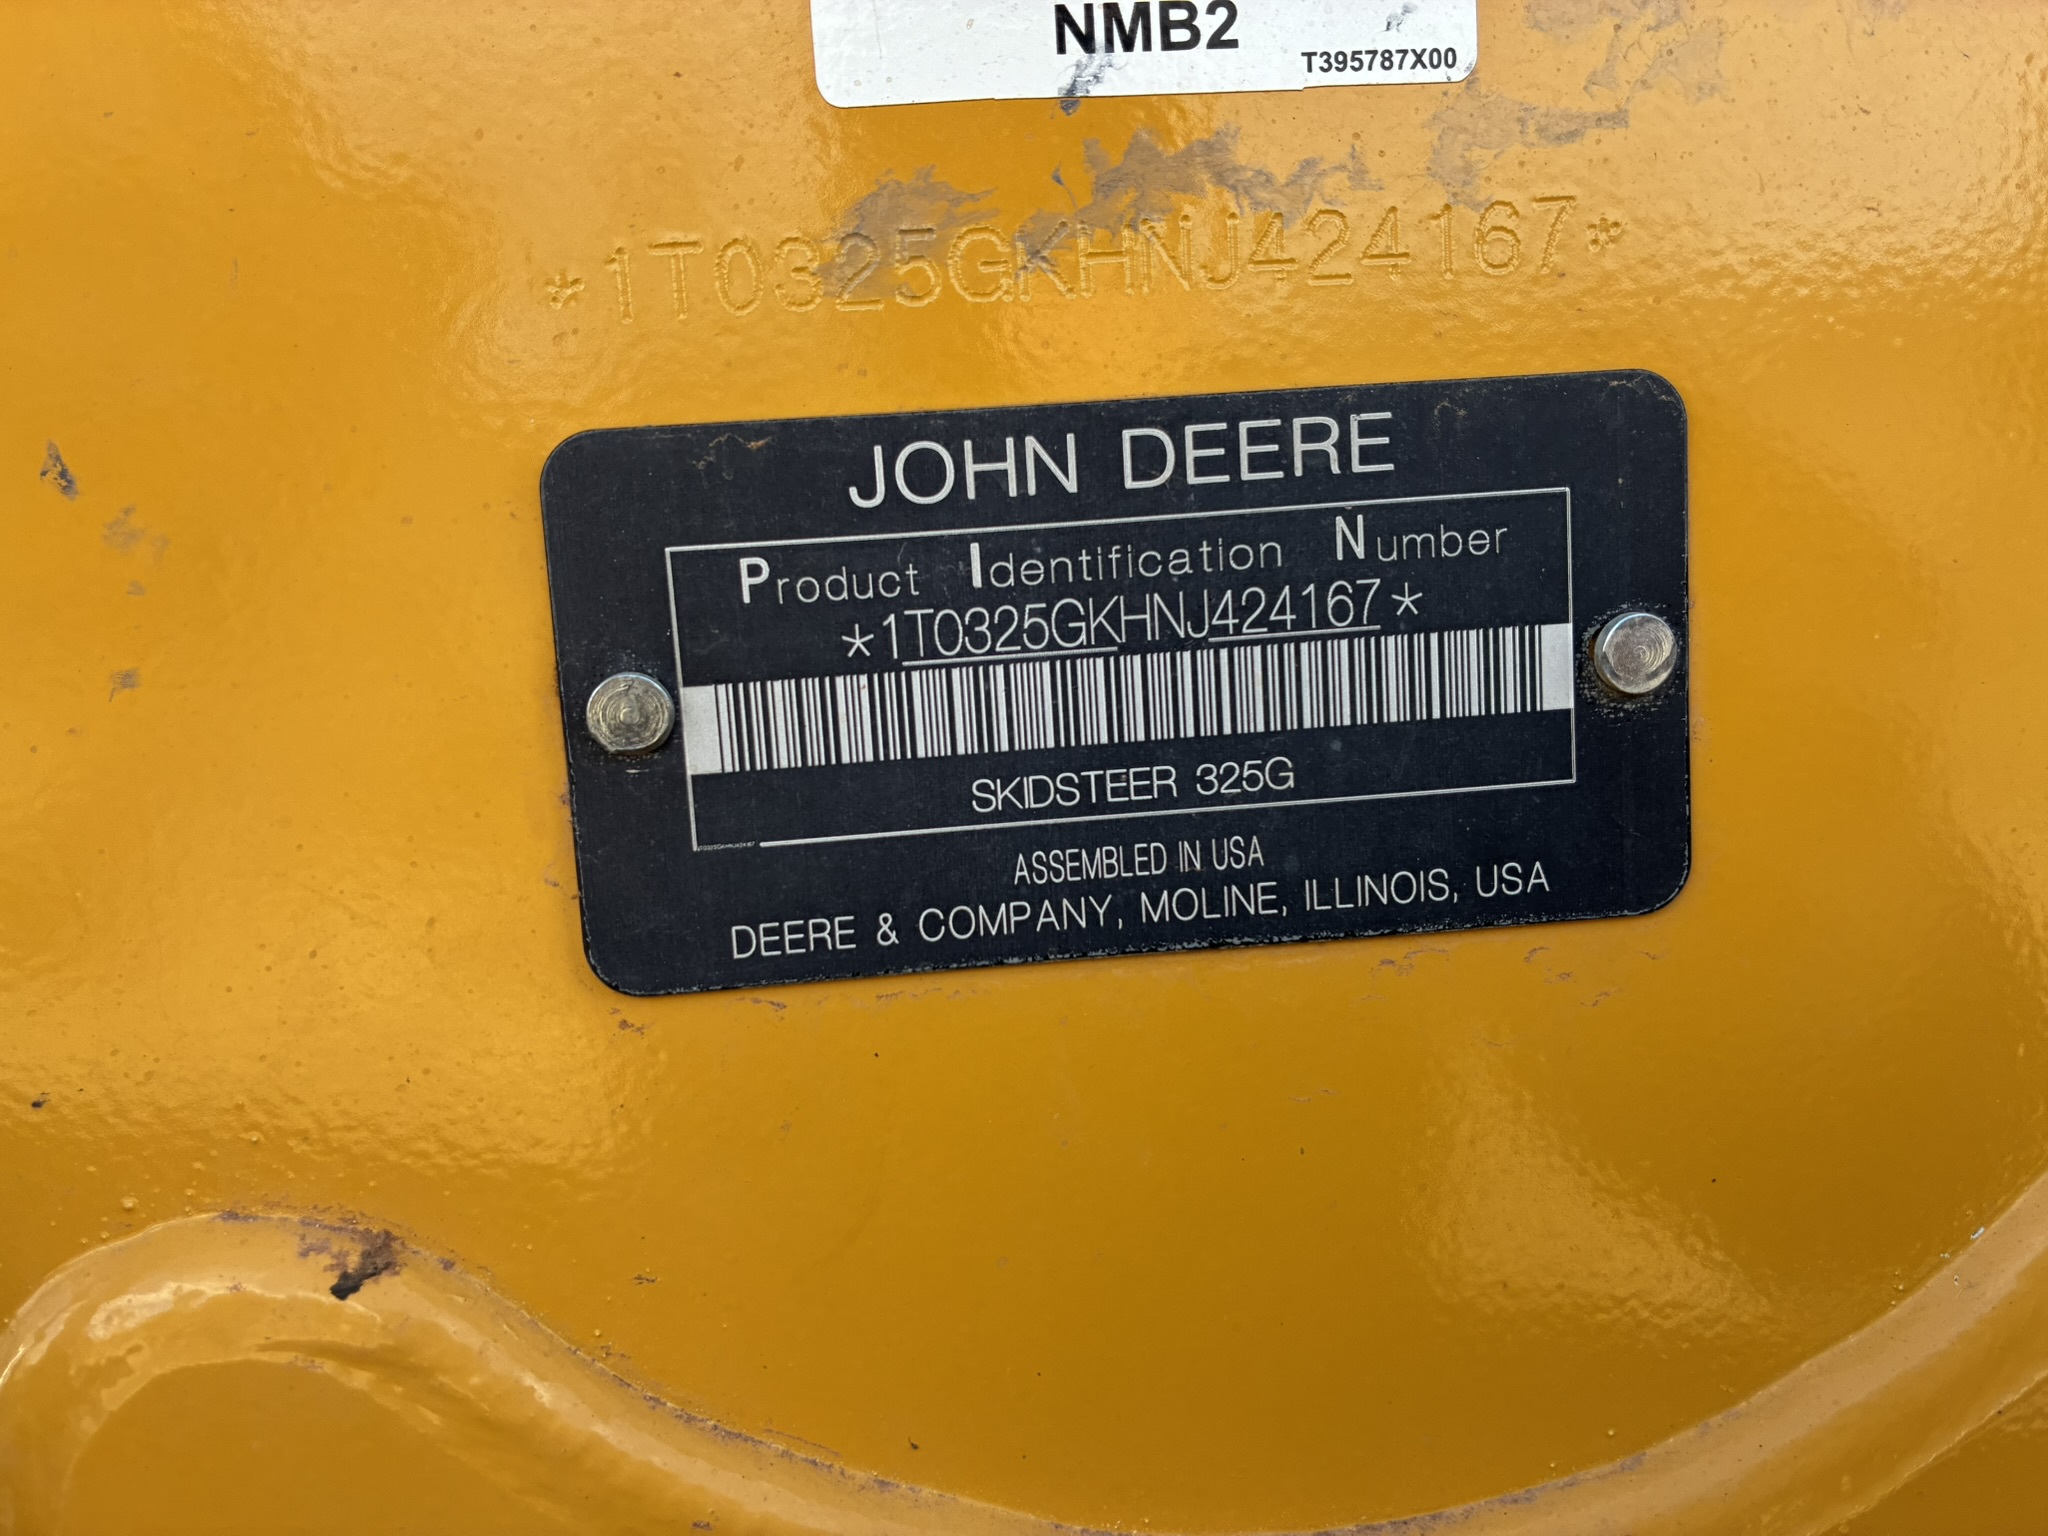 NMB2
T395787X00
*1T0325GKHNJ424167*
JOHN DEERE
Product Identification Number
*1T0325GKHNJ424167*
SKIDSTEER 325G
1T0325GKHNJ424167
ASSEMBLED IN USA
DEERE & COMPANY, MOLINE, ILLINOIS, USA